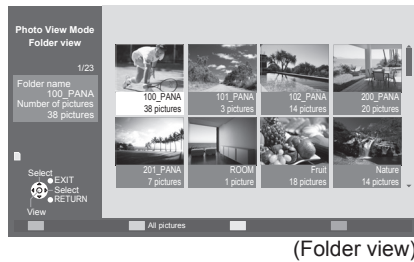 Photo View Mode
Folder view
1/23
Folder name
100_PANA
Number of pictures
38 pictures
Select
EXIT
Select
RETURN
View
100_PANA
38 pictures
101_PANA
3 pictures
102_PANA
14 pictures
200_PANA
20 pictures
201_PANA
7 pictures
ROOM
1 picture
Fruit
18 pictures
Nature
14 pictures
All pictures
(Folder view)